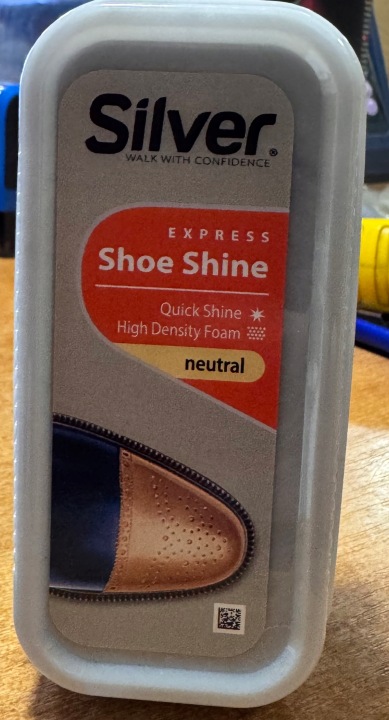 Silver®
WALK WITH CONFIDENCE
EXPRESS
Shoe Shine
Quick Shine
High Density Foam
neutral